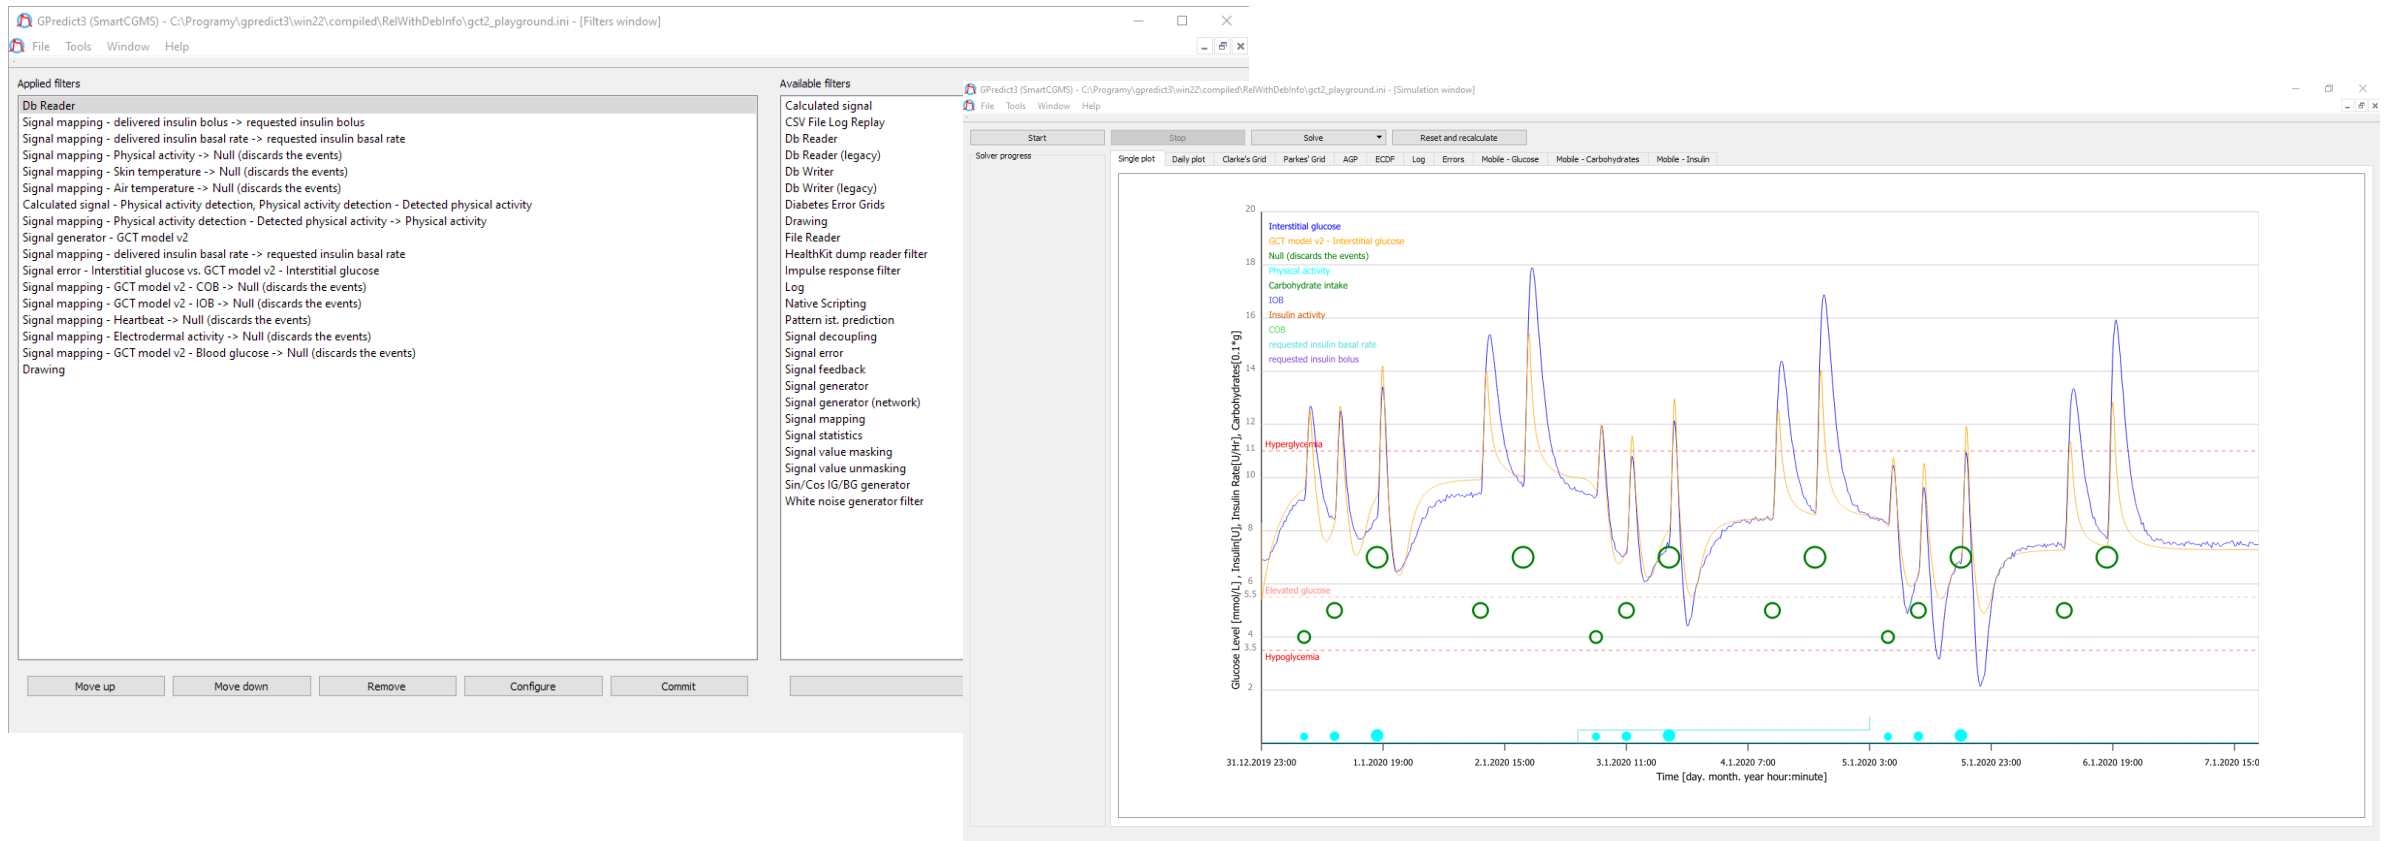 GPredict3 (SmartCGMS) - C:\Programy\gpredict3\win22\compiled\RelWithDebInfo\gct2_playground.ini - [Filters window]
File Tools Window Help
Applied filters
Db Reader
Signal mapping - delivered insulin bolus -> requested insulin bolus
Signal mapping - delivered insulin basal rate -> requested insulin basal rate
Signal mapping - Physical activity -> Null (discards the events)
Signal mapping - Skin temperature -> Null (discards the events)
Signal mapping - Air temperature -> Null (discards the events)
Calculated signal - Physical activity detection, Physical activity detection - Detected physical activity
Signal mapping - Physical activity detection - Detected physical activity -> Physical activity
Signal generator - GCT model v2
Signal mapping - delivered insulin basal rate -> requested insulin basal rate
Signal error - Interstitial glucose vs. GCT model v2 - Interstitial glucose
Signal mapping - GCT model v2 - COB -> Null (discards the events)
Signal mapping - GCT model v2 - IOB -> Null (discards the events)
Signal mapping - Heartbeat -> Null (discards the events)
Signal mapping - Electrodermal activity -> Null (discards the events)
Signal mapping - GCT model v2 - Blood glucose -> Null (discards the events)
Drawing
Move up
Move down
Remove
Configure
Commit
Available filters
Calculated signal
CSV File Log Replay
Db Reader
Db Reader (legacy)
Db Writer
Db Writer (legacy)
Diabetes Error Grids
Drawing
File Reader
HealthKit dump reader filter
Impulse response filter
Log
Native Scripting
Pattern ist. prediction
Signal decoupling
Signal error
Signal feedback
Signal generator
Signal generator (network)
Signal mapping
Signal statistics
Signal value masking
Signal value unmasking
Sin/Cos IG/BG generator
White noise generator filter
GPredict3 (SmartCGMS) - C:\Programy\gpredict3\win22\compiled\RelWithDebInfo\gct2_playground.ini - [Simulation window]
File Tools Window Help
Start
Stop
Solve
Reset and recalculate
Solver progress
Single plot Daily plot Clarke's Grid Parkes' Grid AGP ECDF Log Errors Mobile - Glucose Mobile - Carbohydrates Mobile - Insulin
Glucose Level [mmol/L] , Insulin[U], Insulin Rate[U/Hr], Carbohydrates[0.1*g]
20
18
16
14
12
11
10
8
6
5.5
4
3.5
2
Interstitial glucose
GCT model v2 - Interstitial glucose
Null (discards the events)
Physical activity
Carbohydrate intake
IOB
Insulin activity
COB
requested insulin basal rate
requested insulin bolus
Hyperglycemia
Elevated glucose
Hypoglycemia
31.12.2019 23:00
1.1.2020 19:00
2.1.2020 15:00
3.1.2020 11:00
4.1.2020 7:00
5.1.2020 3:00
5.1.2020 23:00
6.1.2020 19:00
7.1.2020 15:0
Time [day. month. year hour:minute]